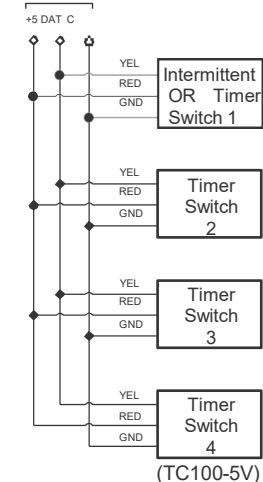 +5 DAT C
YEL
RED
GND
Intermittent
OR Timer
Switch 1
YEL
RED
GND
Timer
Switch
2
YEL
RED
GND
Timer
Switch
3
YEL
RED
GND
Timer
Switch
4
(TC100-5V)